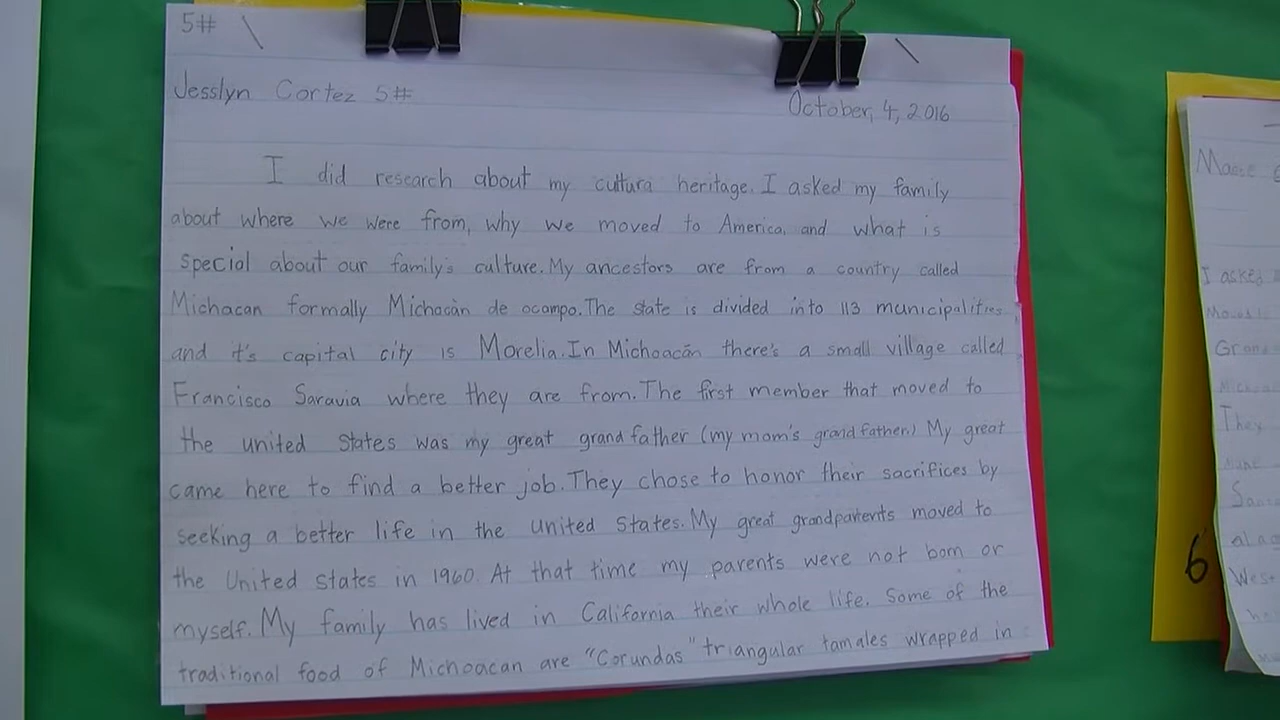 5#
Jesslyn Cortez 5#
October, 4, 2016
I did research about my cultura heritage. I asked my family
about where we were from, why we moved to America, and what is
special about our family's culture. My ancestors are from a country called
Michacan formally Michoacàn de ocampo. The state is divided into 113 municipalities
and it's capital city is Morelia. In Michoacán there's a small village called
Francisco Saravia where they are from. The first member that moved to
the united states was my great grandfather (my mom's grandfather) My great
came here to find a better job. They chose to honor their sacrifices by
seeking a better life in the United States. My great grandparents moved to
the United states in 1960. At that time my parents were not born or
myself. My family has lived in California their whole life. Some of the
traditional food of Michoacan are "Corundas" triangular tamales wrapped in
I asked
Grand
They
6
West